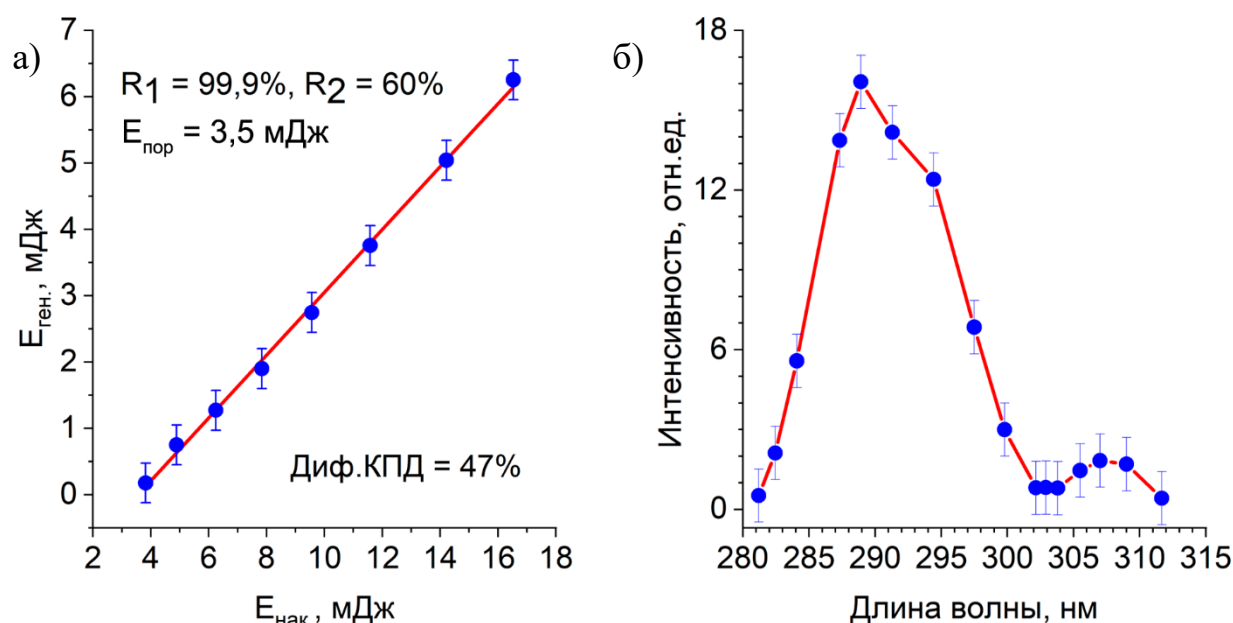 а)
R1 = 99,9%, R2 = 60%
Eпор = 3,5 мДж
Диф.КПД = 47%
Eген., мДж
7
6
5
4
3
2
1
0
2 4 6 8 10 12 14 16 18
Eнак., мДж
б)
Интенсивность, отн.ед.
18
12
6
0
280 285 290 295 300 305 310 315
Длина волны, нм